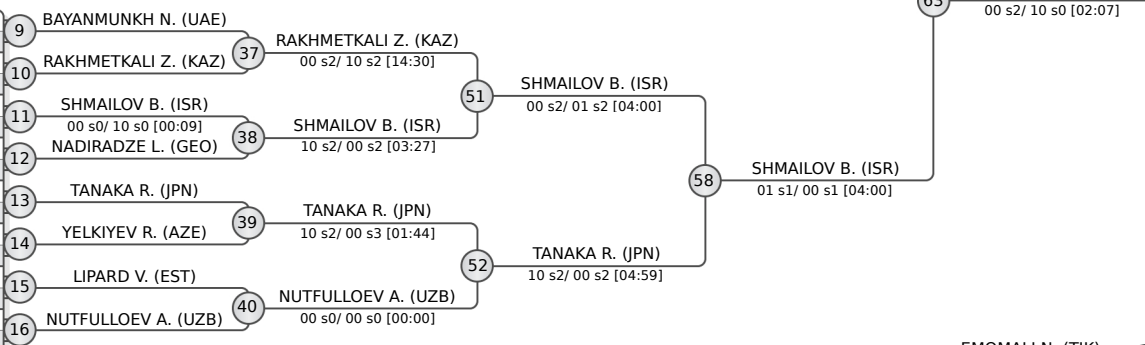 9
BAYANMUNKH N. (UAE)
10
RAKHMETKALI Z. (KAZ)
37
RAKHMETKALI Z. (KAZ)
00 s2/ 10 s2 [14:30]
11
SHMAILOV B. (ISR)
00 s0/ 10 s0 [00:09]
12
NADIRADZE L. (GEO)
38
SHMAILOV B. (ISR)
10 s2/ 00 s2 [03:27]
51
SHMAILOV B. (ISR)
00 s2/ 01 s2 [04:00]
13
TANAKA R. (JPN)
14
YELKIYEV R. (AZE)
39
TANAKA R. (JPN)
10 s2/ 00 s3 [01:44]
15
LIPARD V. (EST)
16
NUTFULLOEV A. (UZB)
40
NUTFULLOEV A. (UZB)
00 s0/ 00 s0 [00:00]
52
TANAKA R. (JPN)
10 s2/ 00 s2 [04:59]
58
SHMAILOV B. (ISR)
01 s1/ 00 s1 [04:00]
63
00 s2/ 10 s0 [02:07]